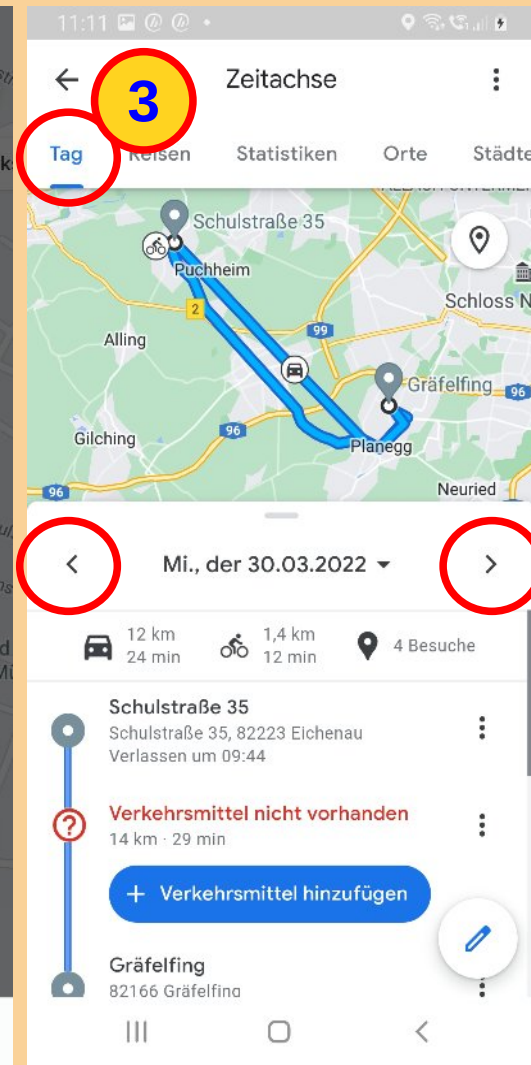 11:11
Zeitachse
3
Tag
Reisen
Statistiken
Orte
Städte
Schulstraße 35
Puchheim
2
Schloss N
99
Alling
Gräfelfing
96
96
Gilching
Planegg
96
Neuried
Mi., der 30.03.2022
12 km
24 min
1,4 km
12 min
4 Besuche
Schulstraße 35
Schulstraße 35, 82223 Eichenau
Verlassen um 09:44
Verkehrsmittel nicht vorhanden
14 km · 29 min
+ Verkehrsmittel hinzufügen
Gräfelfing
82166 Gräfelfing